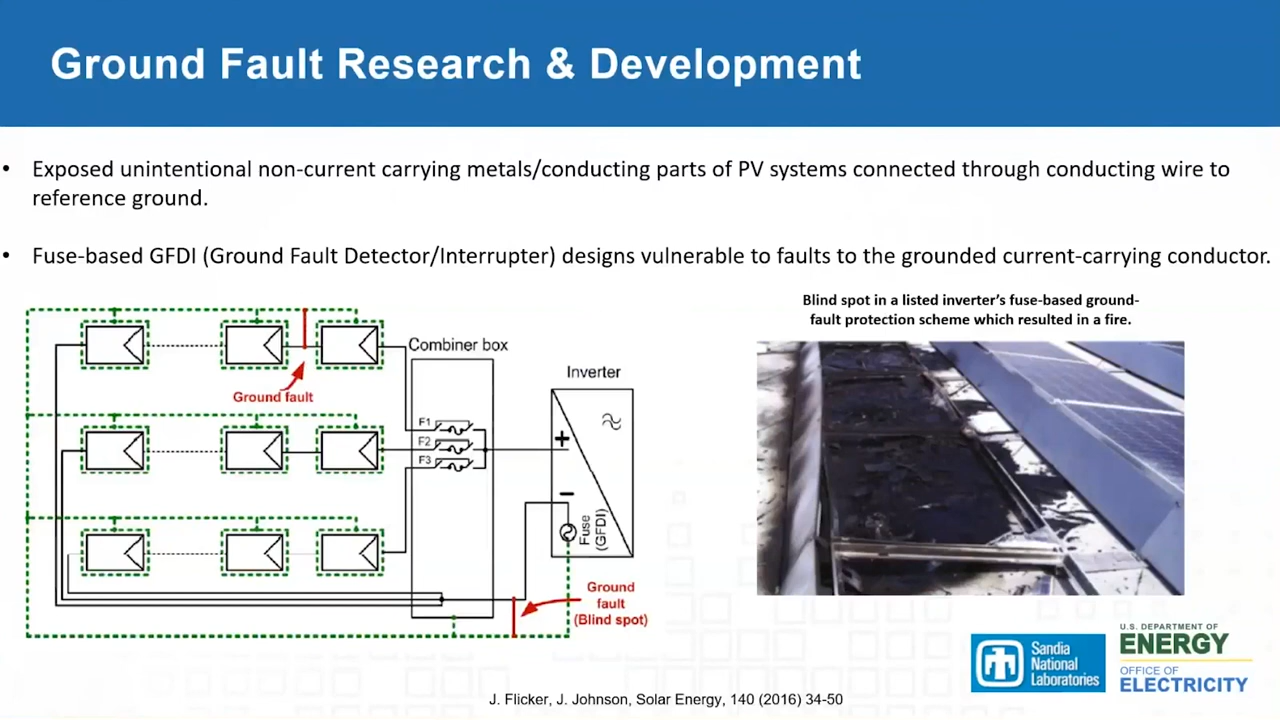 Ground Fault Research & Development
• Exposed unintentional non-current carrying metals/conducting parts of PV systems connected through conducting wire to
reference ground.
• Fuse-based GFDI (Ground Fault Detector/Interrupter) designs vulnerable to faults to the grounded current-carrying conductor.
Ground fault
Combiner box
F1
F2
F3
Inverter
+
−
Fuse
(GFDI)
Ground
fault
(Blind spot)
Blind spot in a listed inverter’s fuse-based ground-
fault protection scheme which resulted in a fire.
Sandia
National
Laboratories
U.S. DEPARTMENT OF
ENERGY
OFFICE OF
ELECTRICITY
J. Flicker, J. Johnson, Solar Energy, 140 (2016) 34-50